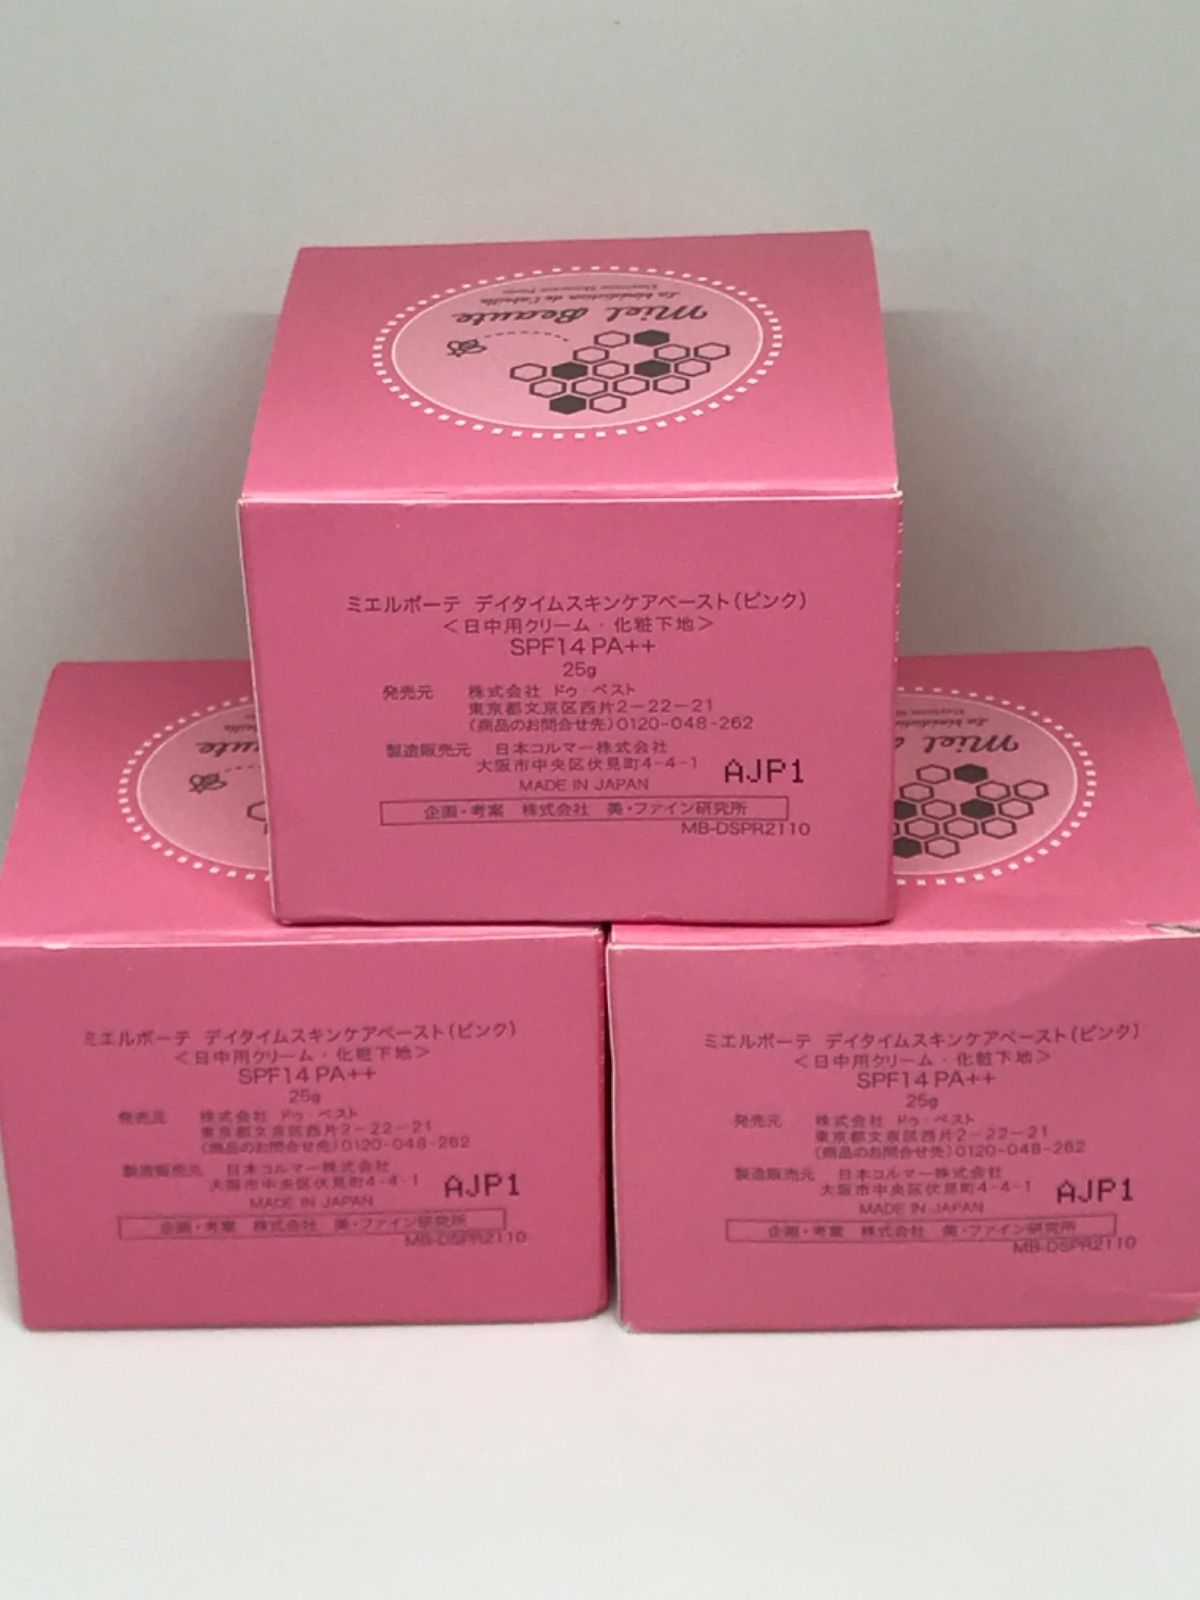 Miel Beaute
La bénédiction de L'abeille
Daytime Skincare Paste
ミエルボーテ デイタイムスキンケアペースト(ピンク)
<日中用クリーム・化粧下地>
SPF14 PA++
25g
発売元 株式会社 ドゥ・ベスト
東京都文京区西片2-22-21
(商品のお問合せ先)0120-048-262
製造販売元 日本コルマー株式会社
大阪市中央区伏見町4-4-1
AJP1
MADE IN JAPAN
企画・考案 株式会社 美・ファイン研究所
MB-DSPR2110
ミエルボーテ デイタイムスキンケアペースト(ピンク)
<日中用クリーム・化粧下地>
SPF14 PA++
25g
発売元 株式会社 ドゥ・ベスト
東京都文京区西片2-22-21
(商品のお問合せ先)0120-048-262
製造販売元 日本コルマー株式会社
大阪市中央区伏見町4-4-1
AJP1
MADE IN JAPAN
企画・考案 株式会社 美・ファイン研究所
MB-DSPR2110
Miel
ミエルボーテ デイタイムスキンケアペースト(ピンク)
<日中用クリーム・化粧下地>
SPF14 PA++
25g
発売元 株式会社 ドゥ・ベスト
東京都文京区西片2-22-21
(商品のお問合せ先)0120-048-262
製造販売元 日本コルマー株式会社
大阪市中央区伏見町4-4-1
AJP1
MADE IN JAPAN
企画・考案 株式会社 美・ファイン研究所
MB-DSPR2110